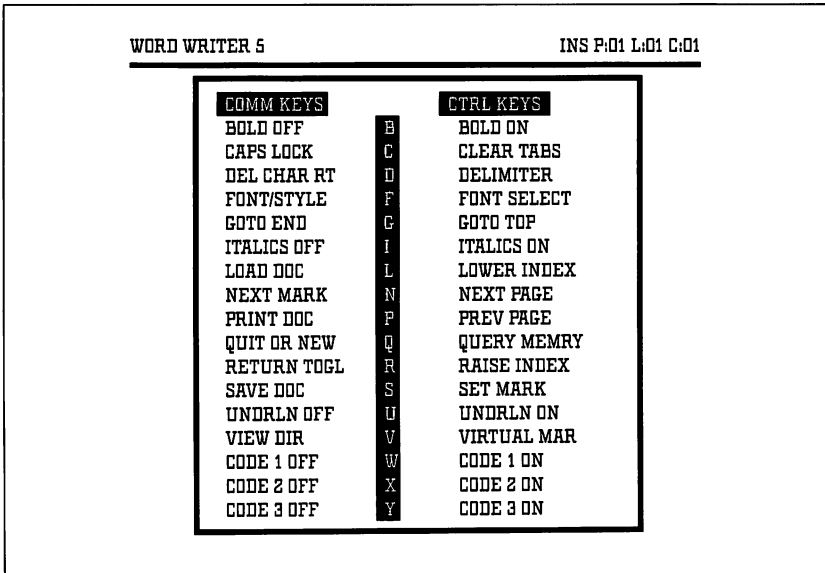 WORD WRITER 5 INS P:01 L:01 C:01
COMM KEYS CTRL KEYS
BOLD OFF B BOLD ON
CAPS LOCK C CLEAR TABS
DEL CHAR RT D DELIMITER
FONT/STYLE F FONT SELECT
GOTO END G GOTO TOP
ITALICS OFF I ITALICS ON
LOAD DOC L LOWER INDEX
NEXT MARK N NEXT PAGE
PRINT DOC P PREV PAGE
QUIT OR NEW Q QUERY MEMRY
RETURN TOGL R RAISE INDEX
SAVE DOC S SET MARK
UNDRLN OFF U UNDRLN ON
VIEW DIR V VIRTUAL MAR
CODE 1 OFF W CODE 1 ON
CODE 2 OFF X CODE 2 ON
CODE 3 OFF Y CODE 3 ON